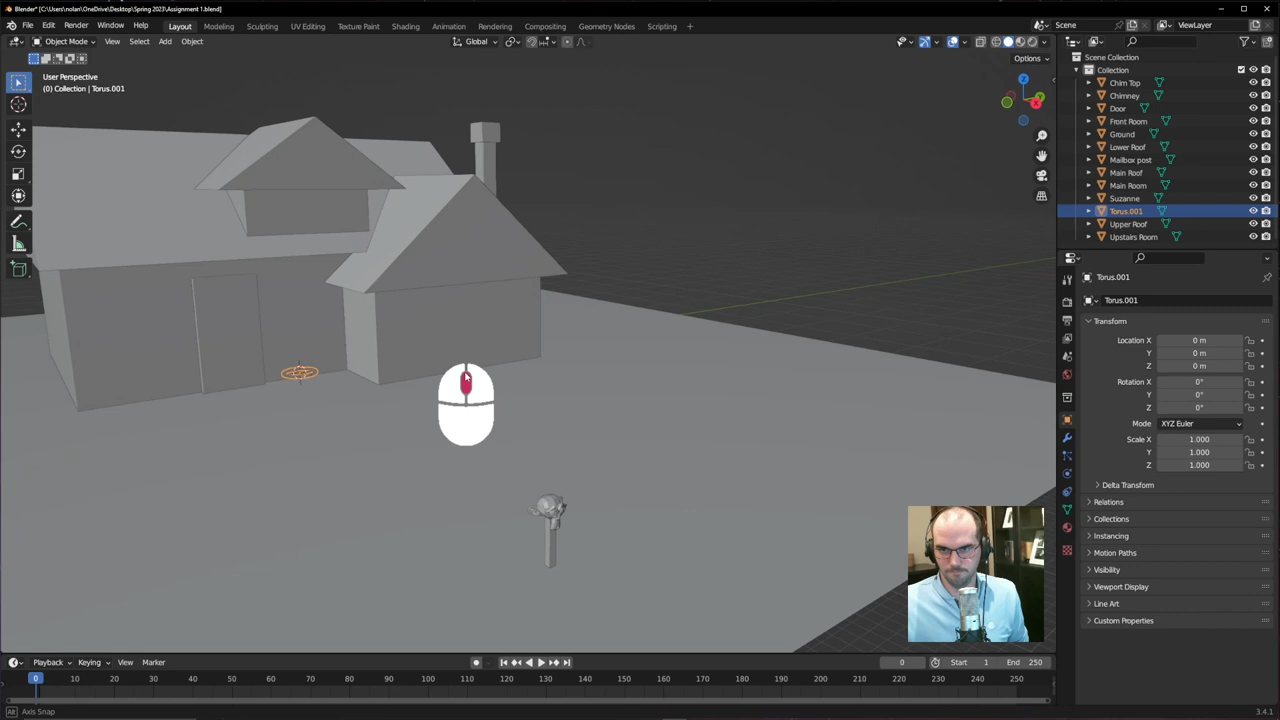 Blender* [C:\Users\nolan\OneDrive\Desktop\Spring 2023\Assignment 1.blend]
File Edit Render Window Help Layout Modeling Sculpting UV Editing Texture Paint Shading Animation Rendering Compositing Geometry Nodes Scripting + Scene ViewLayer
Object Mode View Select Add Object Global
Options
User Perspective
(0) Collection | Torus.001
Z
Y
X
Scene Collection
Collection
Chim Top
Chimney
Door
Front Room
Ground
Lower Roof
Mailbox post
Main Roof
Main Room
Suzanne
Torus.001
Upper Roof
Upstairs Room
Torus.001
Torus.001
Transform
Location X 0 m
Y 0 m
Z 0 m
Rotation X 0°
Y 0°
Z 0°
Mode XYZ Euler
Scale X 1.000
Y 1.000
Z 1.000
Delta Transform
Relations
Collections
Instancing
Motion Paths
Visibility
Viewport Display
Line Art
Custom Properties
Playback Keying View Marker 0 Start 1 End 250
0 10 20 30 40 50 60 70 80 90 100 110 120 130 140 150 160 170 180 190 200 210 220 230 240 250
Alt Axis Snap 3.4.1